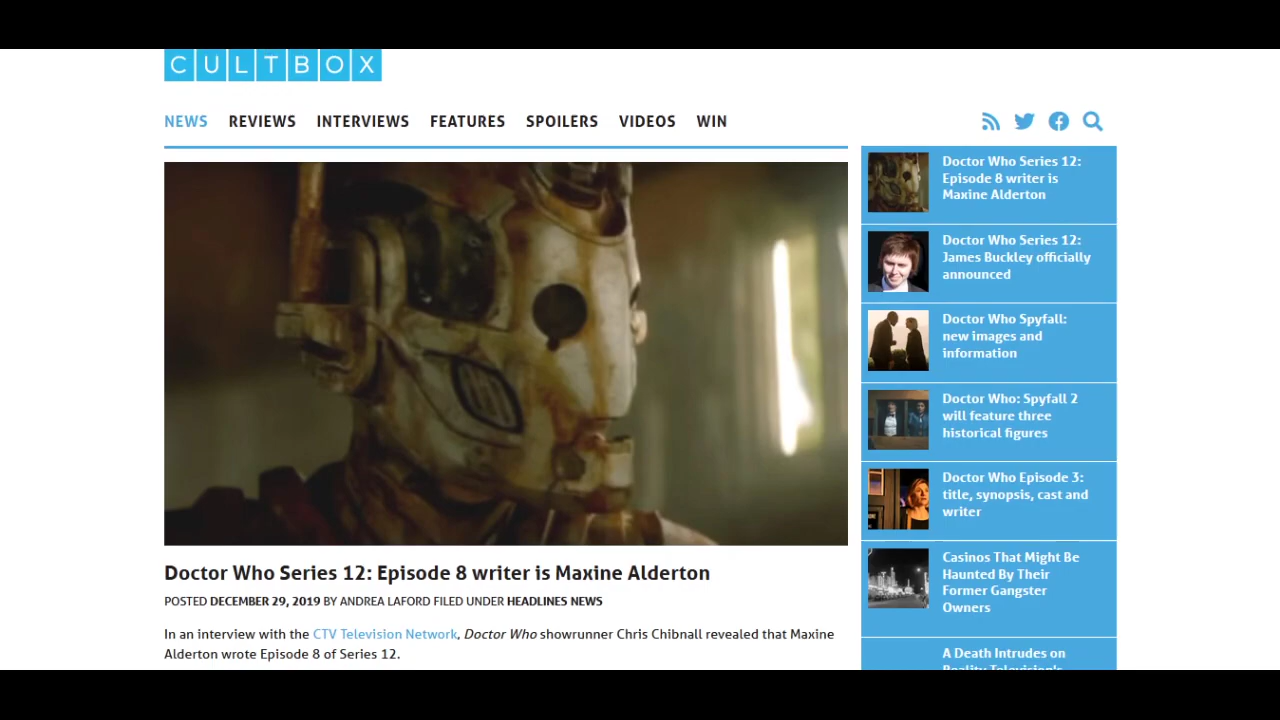 CULTBOX
NEWS REVIEWS INTERVIEWS FEATURES SPOILERS VIDEOS WIN
Doctor Who Series 12: Episode 8 writer is Maxine Alderton
POSTED DECEMBER 29, 2019 BY ANDREA LAFORD FILED UNDER HEADLINES NEWS
In an interview with the CTV Television Network, Doctor Who showrunner Chris Chibnall revealed that Maxine
Alderton wrote Episode 8 of Series 12.
Doctor Who Series 12:
Episode 8 writer is
Maxine Alderton
Doctor Who Series 12:
James Buckley officially
announced
Doctor Who Spyfall:
new images and
information
Doctor Who: Spyfall 2
will feature three
historical figures
Doctor Who Episode 3:
title, synopsis, cast and
writer
Casinos That Might Be
Haunted By Their
Former Gangster
Owners
A Death Intrudes on
Reality Television's